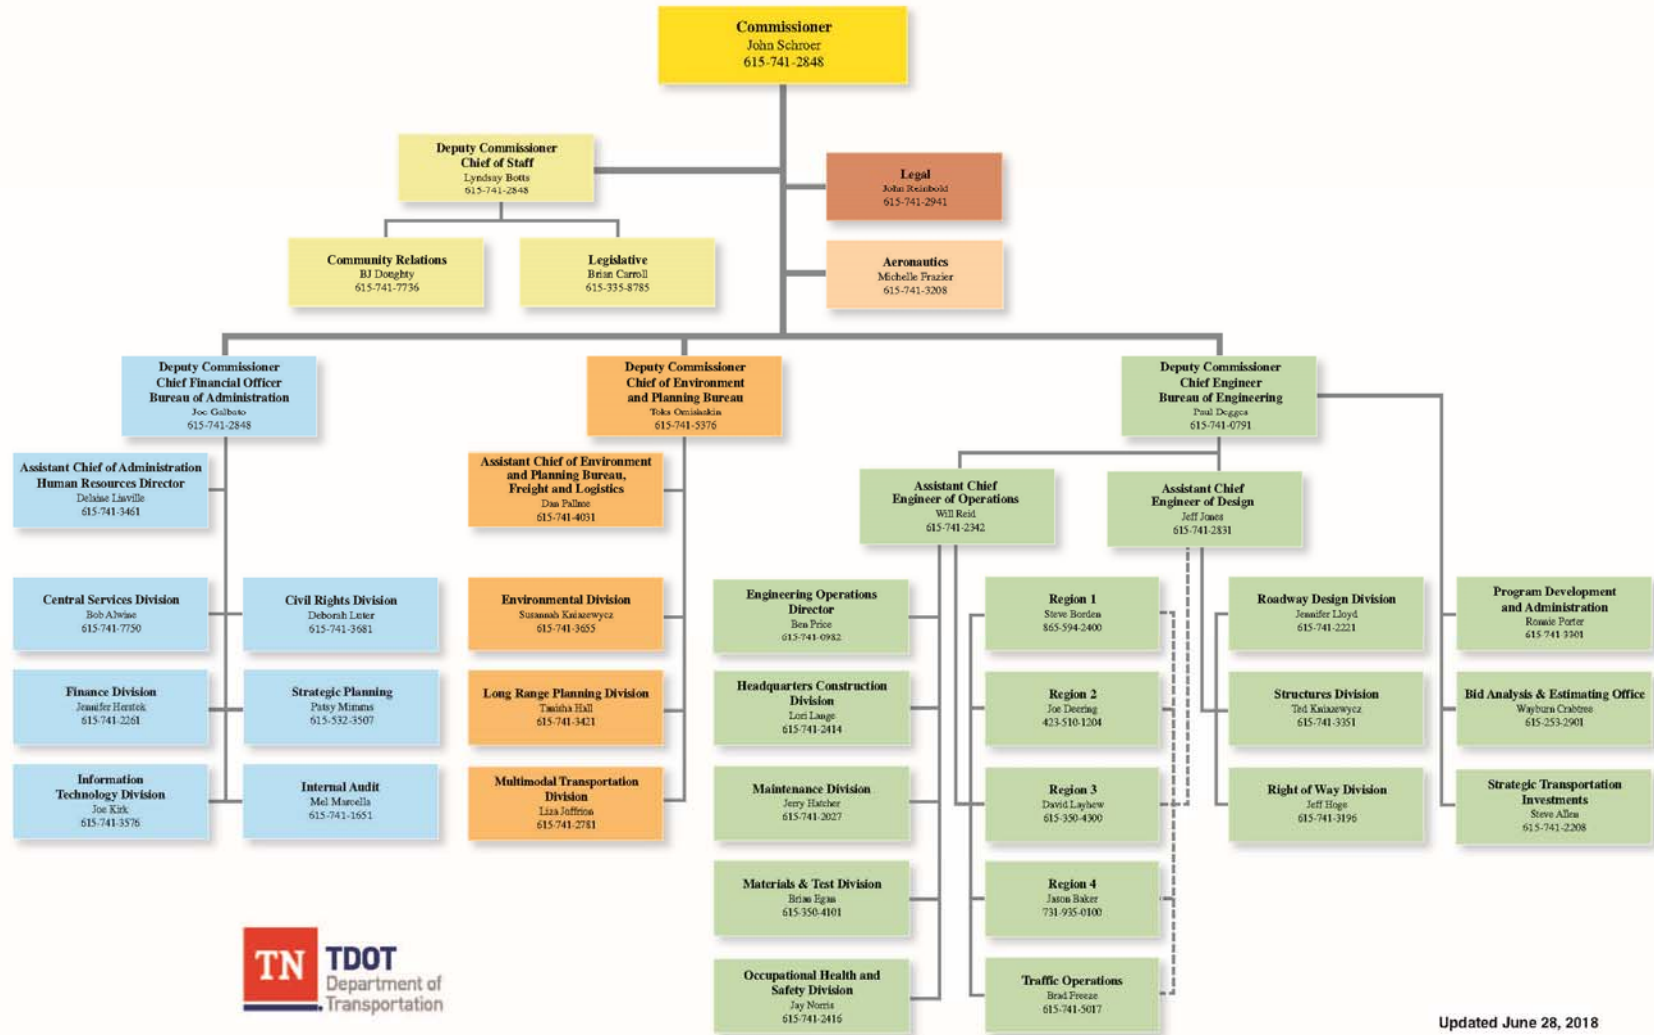 Commissioner
John Schroer
615-741-2848
Deputy Commissioner
Chief of Staff
Lyndsay Botts
615-741-2848
Legal
John Reinbold
615-741-2941
Community Relations
BJ Doughty
615-741-7736
Legislative
Brian Carroll
615-335-8785
Aeronautics
Michelle Frazier
615-741-3208
Deputy Commissioner
Chief Financial Officer
Bureau of Administration
Joe Galbato
615-741-2848
Deputy Commissioner
Chief of Environment
and Planning Bureau
Toks Omishakin
615-741-5376
Deputy Commissioner
Chief Engineer
Bureau of Engineering
Paul Degges
615-741-0791
Assistant Chief of Administration
Human Resources Director
Delaine Linville
615-741-3461
Assistant Chief of Environment
and Planning Bureau,
Freight and Logistics
Dan Pallme
615-741-4031
Assistant Chief
Engineer of Operations
Will Reid
615-741-2342
Assistant Chief
Engineer of Design
Jeff Jones
615-741-2831
Central Services Division
Bob Alwine
615-741-7750
Civil Rights Division
Deborah Luter
615-741-3681
Environmental Division
Susannah Kniazewycz
615-741-3655
Engineering Operations
Director
Ben Price
615-741-0982
Region 1
Steve Borden
865-594-2400
Roadway Design Division
Jennifer Lloyd
615-741-2221
Program Development
and Administration
Ronnie Porter
615-741-3301
Finance Division
Jennifer Herstek
615-741-2261
Strategic Planning
Patsy Mimms
615-532-3507
Long Range Planning Division
Tanisha Hall
615-741-3421
Headquarters Construction
Division
Lori Lange
615-741-2414
Region 2
Joe Deering
423-510-1204
Structures Division
Ted Kniazewycz
615-741-3351
Bid Analysis & Estimating Office
Wayburn Crabtree
615-253-2901
Information
Technology Division
Joe Kirk
615-741-3576
Internal Audit
Mel Marcella
615-741-1651
Multimodal Transportation
Division
Liza Joffrion
615-741-2781
Maintenance Division
Jerry Hatcher
615-741-2027
Region 3
David Layhew
615-350-4300
Right of Way Division
Jeff Hoge
615-741-3196
Strategic Transportation
Investments
Steve Allen
615-741-2208
Materials & Test Division
Brian Egan
615-350-4101
Region 4
Jason Baker
731-935-0100
Occupational Health and
Safety Division
Jay Norris
615-741-2416
Traffic Operations
Brad Freeze
615-741-5017
TN
TDOT
Department of
Transportation
Updated June 28, 2018